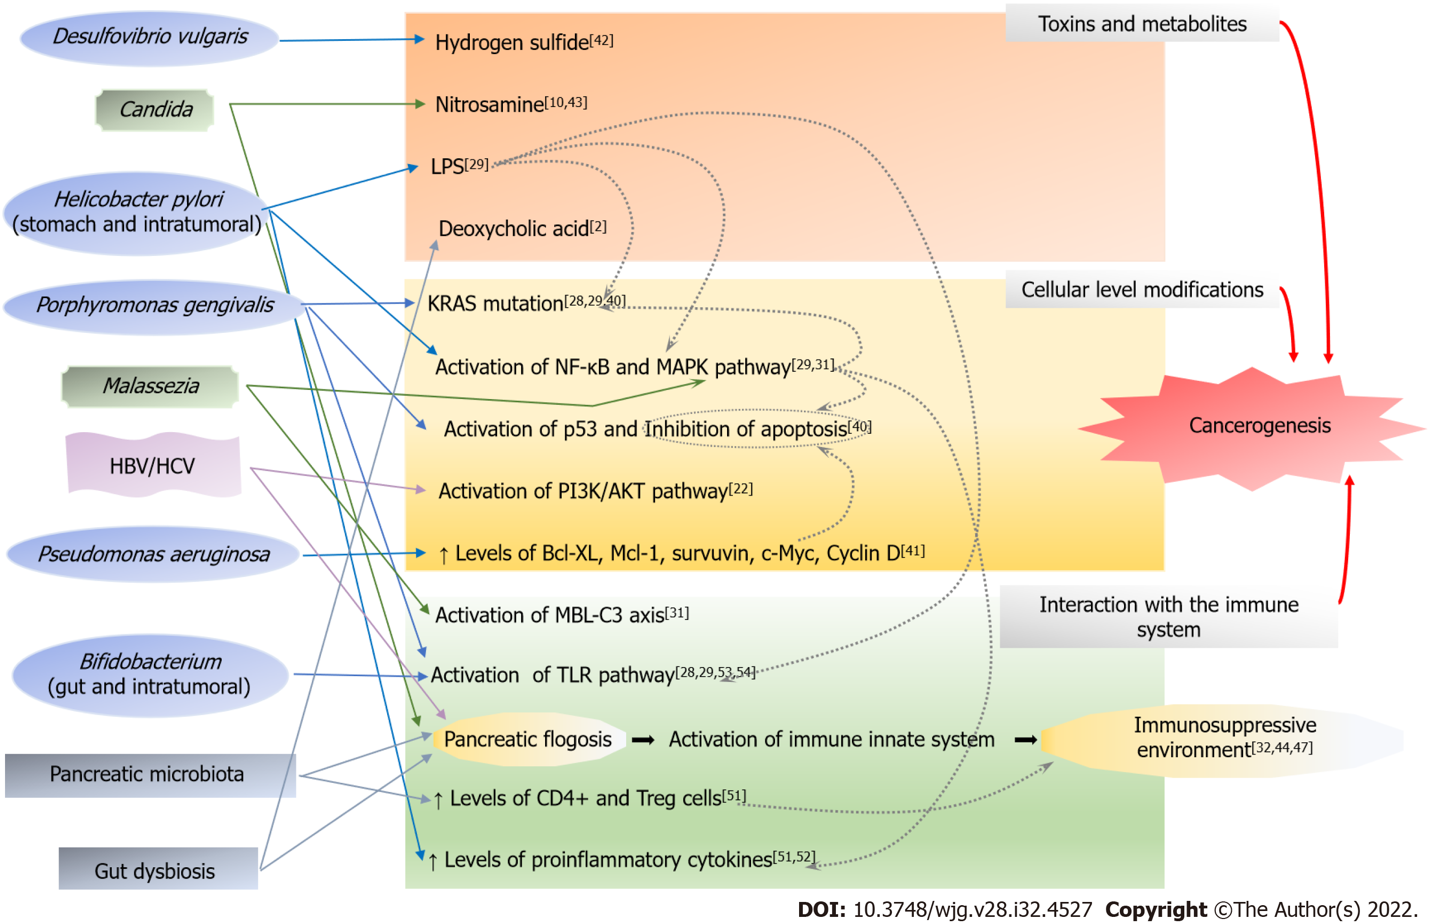 Desulfovibrio vulgaris
Candida
Helicobacter pylori
(stomach and intratumoral)
Porphyromonas gengivalis
Malassezia
HBV/HCV
Pseudomonas aeruginosa
Bifidobacterium
(gut and intratumoral)
Pancreatic microbiota
Gut dysbiosis
Hydrogen sulfide[42]
Nitrosamine[10,43]
LPS[29]
Deoxycholic acid[2]
KRAS mutation[28,29,40]
Activation of NF-κB and MAPK pathway[29,31]
Activation of p53 and Inhibition of apoptosis[40]
Activation of PI3K/AKT pathway[22]
↑ Levels of Bcl-XL, Mcl-1, survuvin, c-Myc, Cyclin D[41]
Activation of MBL-C3 axis[31]
Activation of TLR pathway[28,29,53,54]
Pancreatic flogosis
Activation of immune innate system
Immunosuppressive
environment[32,44,47]
↑ Levels of CD4+ and Treg cells[51]
↑ Levels of proinflammatory cytokines[51,52]
Toxins and metabolites
Cellular level modifications
Cancerogenesis
Interaction with the immune
system
DOI: 10.3748/wjg.v28.i32.4527 Copyright ©The Author(s) 2022.